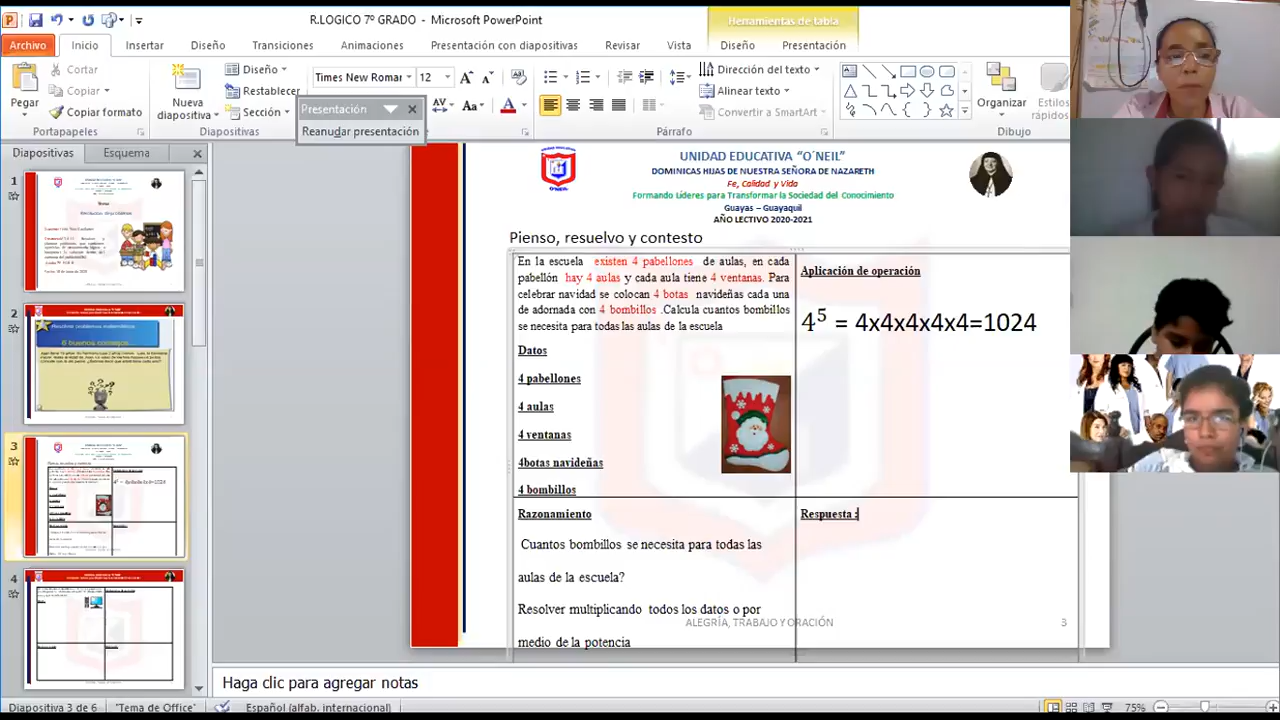 R.LOGICO 7º GRADO - Microsoft PowerPoint
Herramientas de tabla
Archivo
Inicio
Insertar
Diseño
Transiciones
Animaciones
Presentación con diapositivas
Revisar
Vista
Diseño
Presentación
Pegar
Cortar
Copiar
Copiar formato
Portapapeles
Nueva
diapositiva
Diseño
Restablecer
Sección
Diapositivas
Times New Roman
12
Presentación
Reanudar presentación
Dirección del texto
Alinear texto
Convertir a SmartArt
Párrafo
Organizar
Estilos
rápidos
Dibujo
Diapositivas
Esquema
1
2
3
4
UNIDAD EDUCATIVA “O´NEIL”
DOMINICAS HIJAS DE NUESTRA SEÑORA DE NAZARETH
Fe, Calidad y Vida
Formando Líderes para Transformar la Sociedad del Conocimiento
Guayas – Guayaquil
AÑO LECTIVO 2020-2021
Pienso, resuelvo y contesto
En la escuela existen 4 pabellones de aulas, en cada
pabellón hay 4 aulas y cada aula tiene 4 ventanas. Para
celebrar navidad se colocan 4 botas navideñas cada una
de adornada con 4 bombillos .Calcula cuantos bombillos
se necesita para todas las aulas de la escuela
Datos
4 pabellones
4 aulas
4 ventanas
4botas navideñas
4 bombillos
Aplicación de operación
4⁵ = 4x4x4x4x4=1024
Razonamiento
Cuantos bombillos se necesita para todas las
aulas de la escuela?
Resolver multiplicando todos los datos o por
medio de la potencia
Respuesta :
ALEGRÍA, TRABAJO Y ORACIÓN
3
Haga clic para agregar notas
Diapositiva 3 de 6
"Tema de Office"
Español (alfab. internacional)
75%